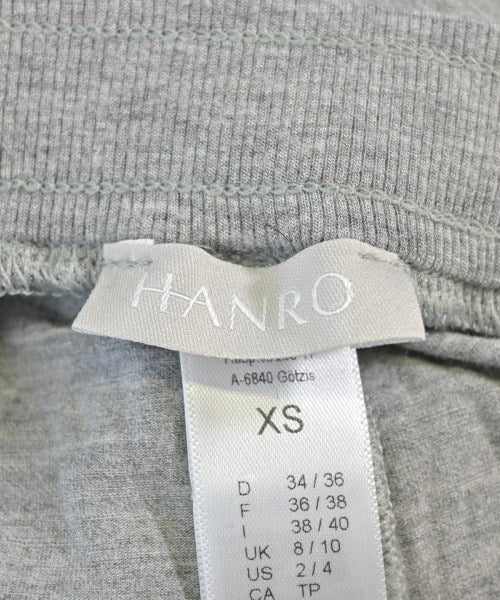 HANRO
A-6840 Götzis
XS
D 34 / 36
F 36 / 38
I 38 / 40
UK 8 / 10
US 2 / 4
CA TP